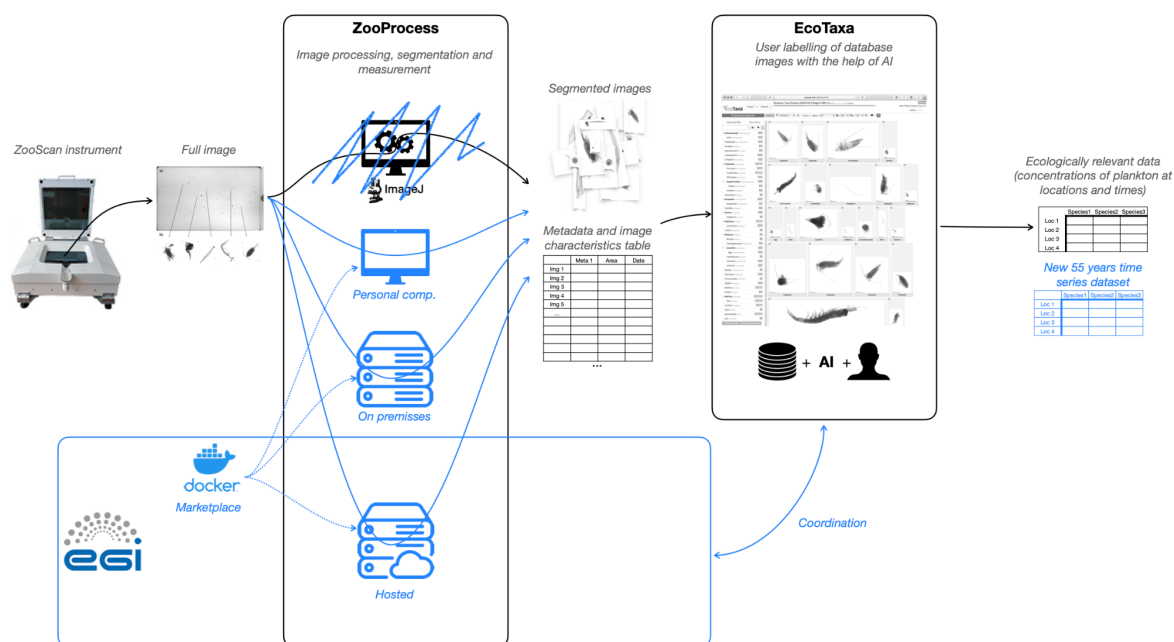 ZooProcess
Image processing, segmentation and
measurement
EcoTaxa
User labelling of database
images with the help of AI
ZooScan instrument
Full image
ImageJ
Segmented images
Metadata and image
characteristics table
Meta 1 Area Date
Img 1
Img 2
Img 3
Img 4
Img 5
...
...
EcoTaxa
+ AI +
Ecologically relevant data
(concentrations of plankton at
locations and times)
Species1 Species2 Species3
Loc 1
Loc 2
Loc 3
Loc 4
New 55 years time
series dataset
Species1 Species2 Species3
Loc 1
Loc 2
Loc 3
Loc 4
Personal comp.
On premisses
docker
Marketplace
egi
Hosted
Coordination